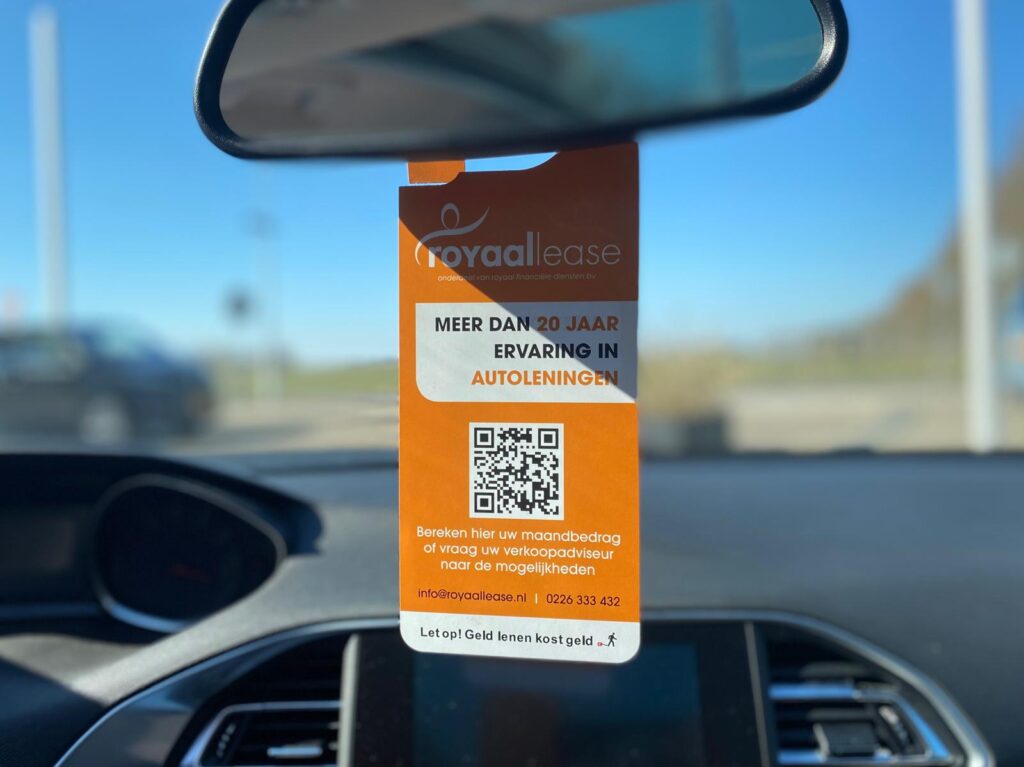 royaallease
onderdeel van royaal financiële diensten bv
MEER DAN 20 JAAR
ERVARING IN
AUTOLENINGEN
Bereken hier uw maandbedrag
of vraag uw verkoopadviseur
naar de mogelijkheden
info@royaallease.nl | 0226 333 432
Let op! Geld lenen kost geld